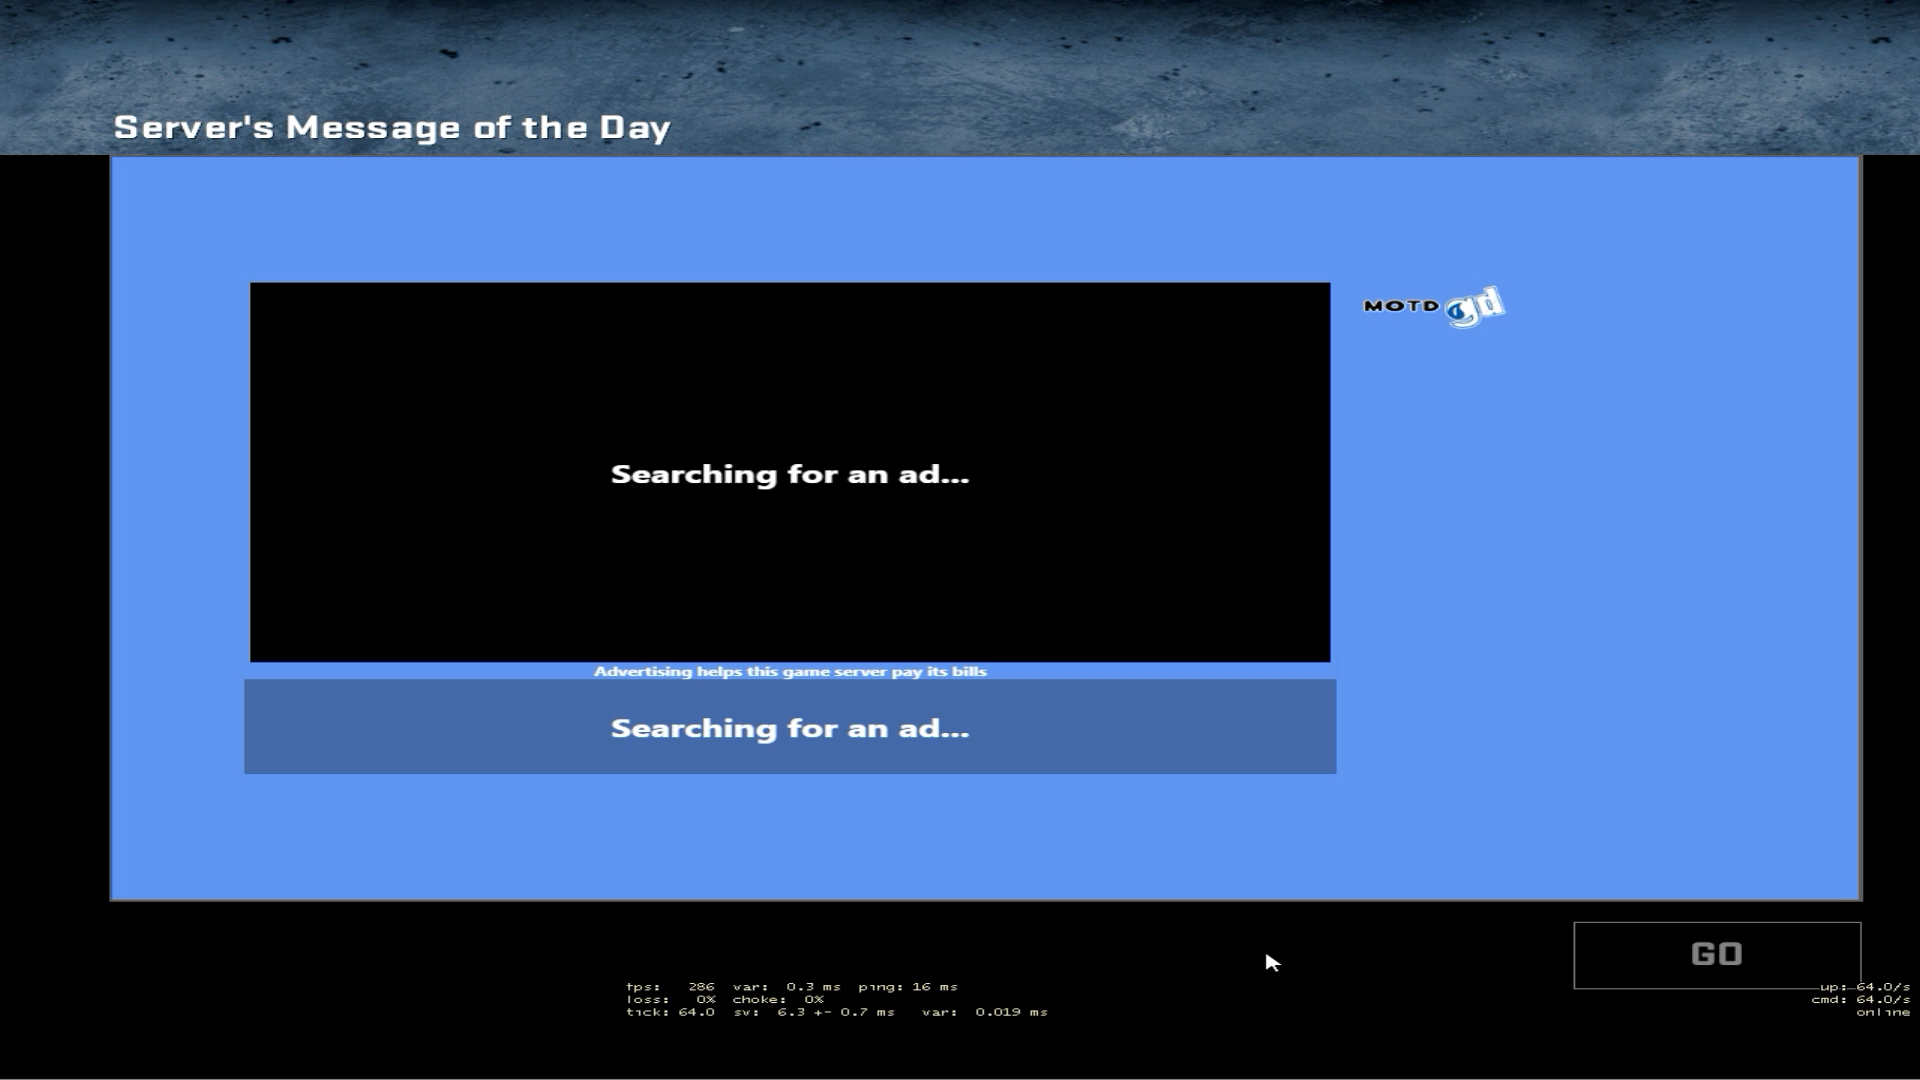 Server's Message of the Day
MOTD gd
Searching for an ad...
Advertising helps this game server pay its bills
Searching for an ad...
GO
fps: 286 var: 0.3 ms ping: 16 ms
loss: 0% choke: 0%
tick: 64.0 sv: 6.3 +- 0.7 ms var: 0.019 ms
up: 64.0/s
cmd: 64.0/s
online